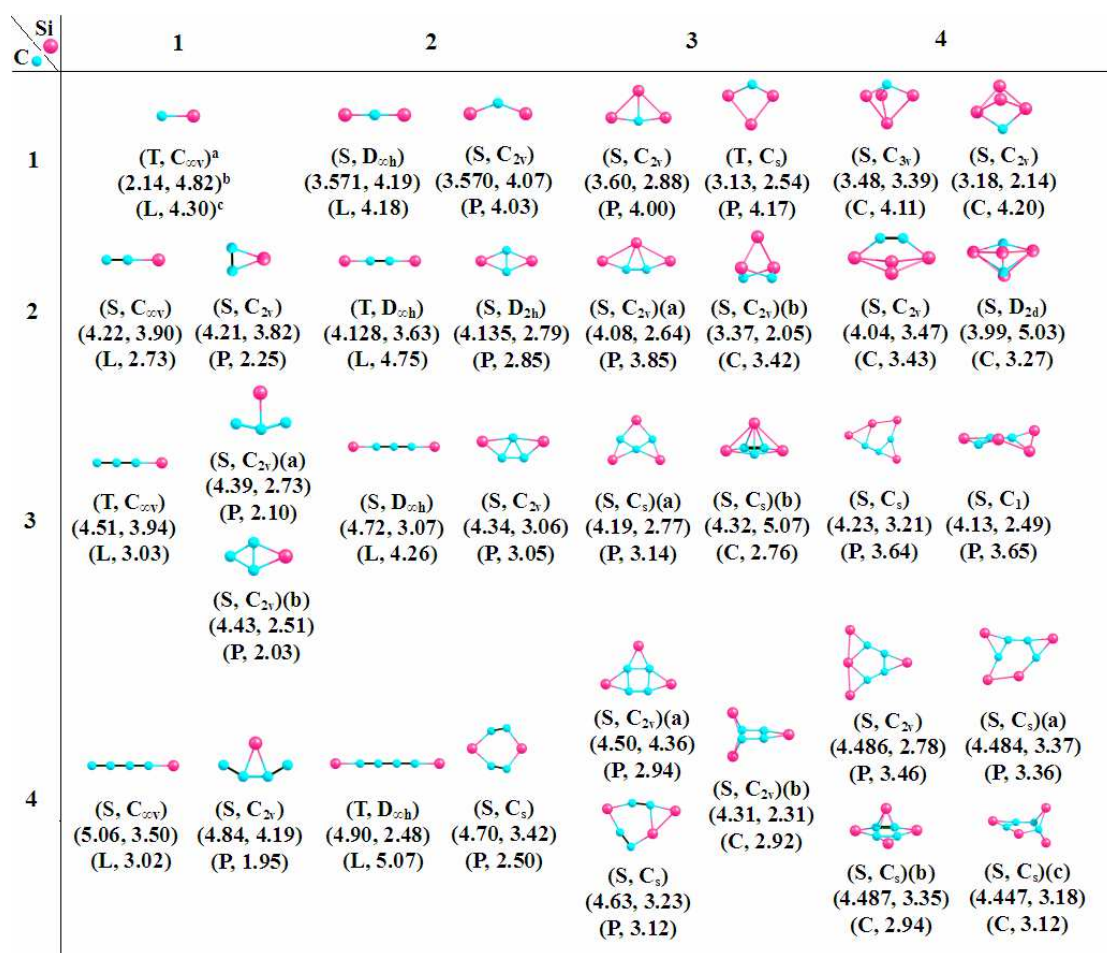 Si
C
1 2 3 4
1
(T, C∞v)ᵃ
(2.14, 4.82)ᵇ
(L, 4.30)ᶜ
(S, D∞h)
(3.571, 4.19)
(L, 4.18)
(S, C2v)
(3.570, 4.07)
(P, 4.03)
(S, C2v)
(3.60, 2.88)
(P, 4.00)
(T, Cs)
(3.13, 2.54)
(P, 4.17)
(S, C3v)
(3.48, 3.39)
(C, 4.11)
(S, C2v)
(3.18, 2.14)
(C, 4.20)
2
(S, C∞v)
(4.22, 3.90)
(L, 2.73)
(S, C2v)
(4.21, 3.82)
(P, 2.25)
(T, D∞h)
(4.128, 3.63)
(L, 4.75)
(S, D2h)
(4.135, 2.79)
(P, 2.85)
(S, C2v)(a)
(4.08, 2.64)
(P, 3.85)
(S, C2v)(b)
(3.37, 2.05)
(C, 3.42)
(S, C2v)
(4.04, 3.47)
(C, 3.43)
(S, D2d)
(3.99, 5.03)
(C, 3.27)
3
(T, C∞v)
(4.51, 3.94)
(L, 3.03)
(S, C2v)(a)
(4.39, 2.73)
(P, 2.10)
(S, C2v)(b)
(4.43, 2.51)
(P, 2.03)
(S, D∞h)
(4.72, 3.07)
(L, 4.26)
(S, C2v)
(4.34, 3.06)
(P, 3.05)
(S, Cs)(a)
(4.19, 2.77)
(P, 3.14)
(S, Cs)(b)
(4.32, 5.07)
(C, 2.76)
(S, Cs)
(4.23, 3.21)
(P, 3.64)
(S, C1)
(4.13, 2.49)
(P, 3.65)
4
(S, C∞v)
(5.06, 3.50)
(L, 3.02)
(S, C2v)
(4.84, 4.19)
(P, 1.95)
(T, D∞h)
(4.90, 2.48)
(L, 5.07)
(S, Cs)
(4.70, 3.42)
(P, 2.50)
(S, C2v)(a)
(4.50, 4.36)
(P, 2.94)
(S, Cs)
(4.63, 3.23)
(P, 3.12)
(S, C2v)(b)
(4.31, 2.31)
(C, 2.92)
(S, C2v)
(4.486, 2.78)
(P, 3.46)
(S, Cs)(a)
(4.484, 3.37)
(P, 3.36)
(S, Cs)(b)
(4.487, 3.35)
(C, 2.94)
(S, Cs)(c)
(4.447, 3.18)
(C, 3.12)